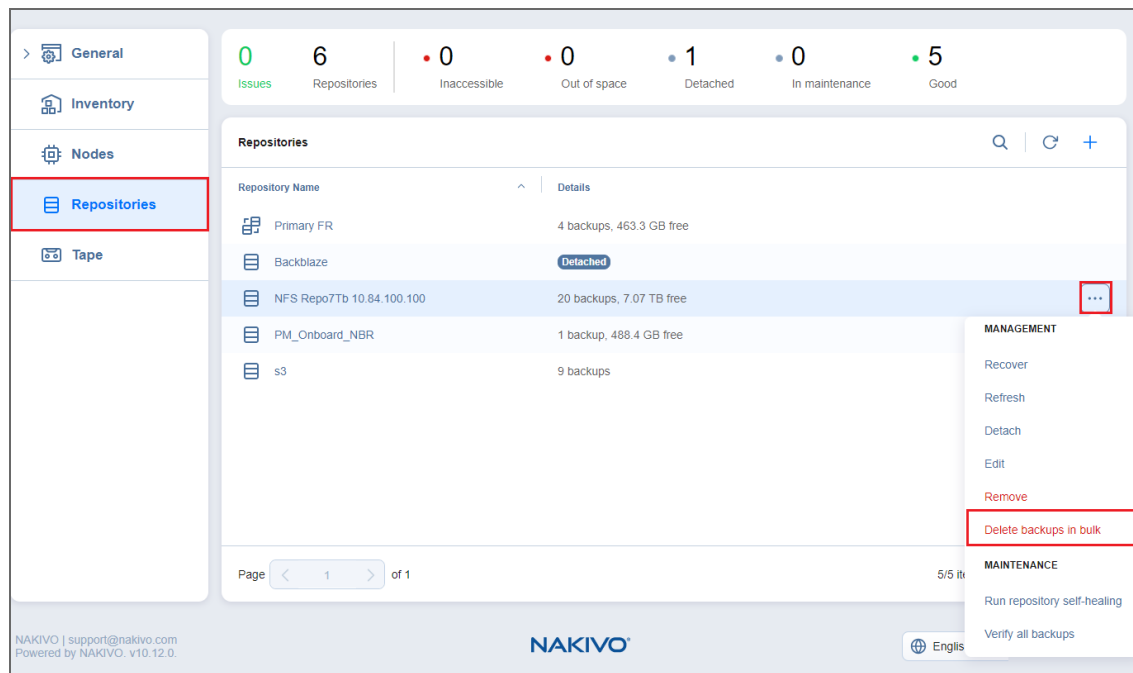 General
Inventory
Nodes
Repositories
Tape
0 6 0 0 1 0 5
Issues Repositories Inaccessible Out of space Detached In maintenance Good
Repositories
Repository Name Details
Primary FR 4 backups, 463.3 GB free
Backblaze Detached
NFS Repo7Tb 10.84.100.100 20 backups, 7.07 TB free
PM_Onboard_NBR 1 backup, 488.4 GB free
s3 9 backups
MANAGEMENT
Recover
Refresh
Detach
Edit
Remove
Delete backups in bulk
MAINTENANCE
Run repository self-healing
Verify all backups
Page 1 of 1 5/5
NAKIVO | support@nakivo.com
Powered by NAKIVO. v10.12.0.
NAKIVO®